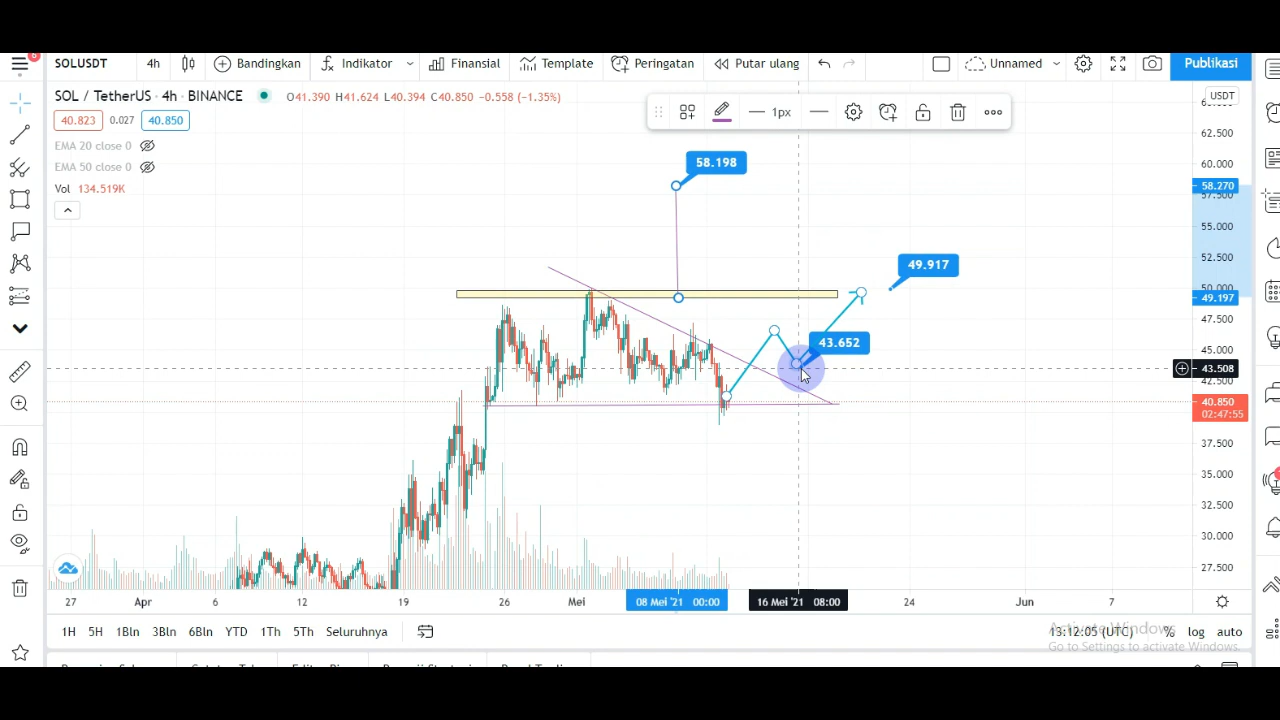 SOLUSDT 4h Bandingkan Indikator Finansial Template Peringatan Putar ulang Unnamed Publikasi
SOL / TetherUS · 4h · BINANCE O41.390 H41.624 L40.394 C40.850 −0.558 (−1.35%)
USDT
40.823 0.027 40.850
1px
EMA 20 close 0
EMA 50 close 0
Vol 134.519K
62.500
60.000
58.198
58.270
55.000
52.500
49.917
50.000
49.197
47.500
43.652
45.000
43.508
42.500
40.850
02:47:55
37.500
35.000
32.500
30.000
27.500
27 Apr 6 12 19 26 Mei 08 Mei '21 00:00 16 Mei '21 08:00 24 Jun 7
1H 5H 1Bln 3Bln 6Bln YTD 1Th 5Th Seluruhnya 13:12:05 (UTC) % log auto
Activate Windows
Go to Settings to activate Windows.